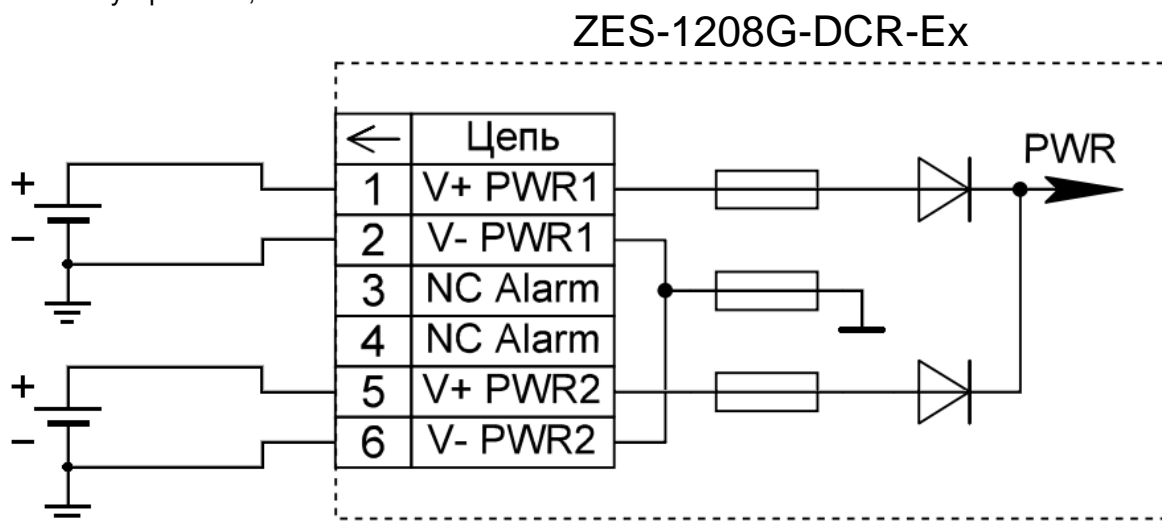 ZES-1208G-DCR-Ex
← Цепь
1 V+ PWR1
2 V- PWR1
3 NC Alarm
4 NC Alarm
5 V+ PWR2
6 V- PWR2
PWR
+
−
+
−